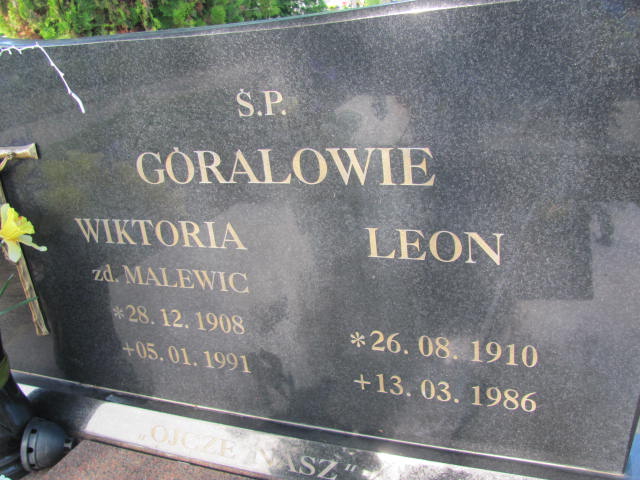 Ś.P.
GÓRALOWIE
WIKTORIA
zd. MALEWIC
*28. 12. 1908
+05. 01. 1991
LEON
*26. 08. 1910
+13. 03. 1986
„OJCZE NASZ"